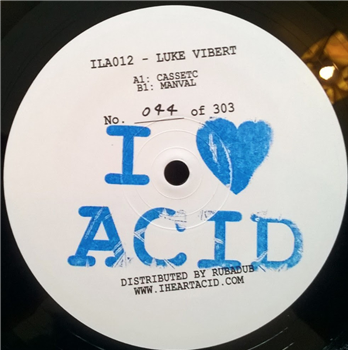 ILA012 - LUKE VIBERT
A1: CASSETC
B1: MANVAL
No. 044 of 303
I ♥
ACID
DISTRIBUTED BY RUBADUB
WWW.IHEARTACID.COM